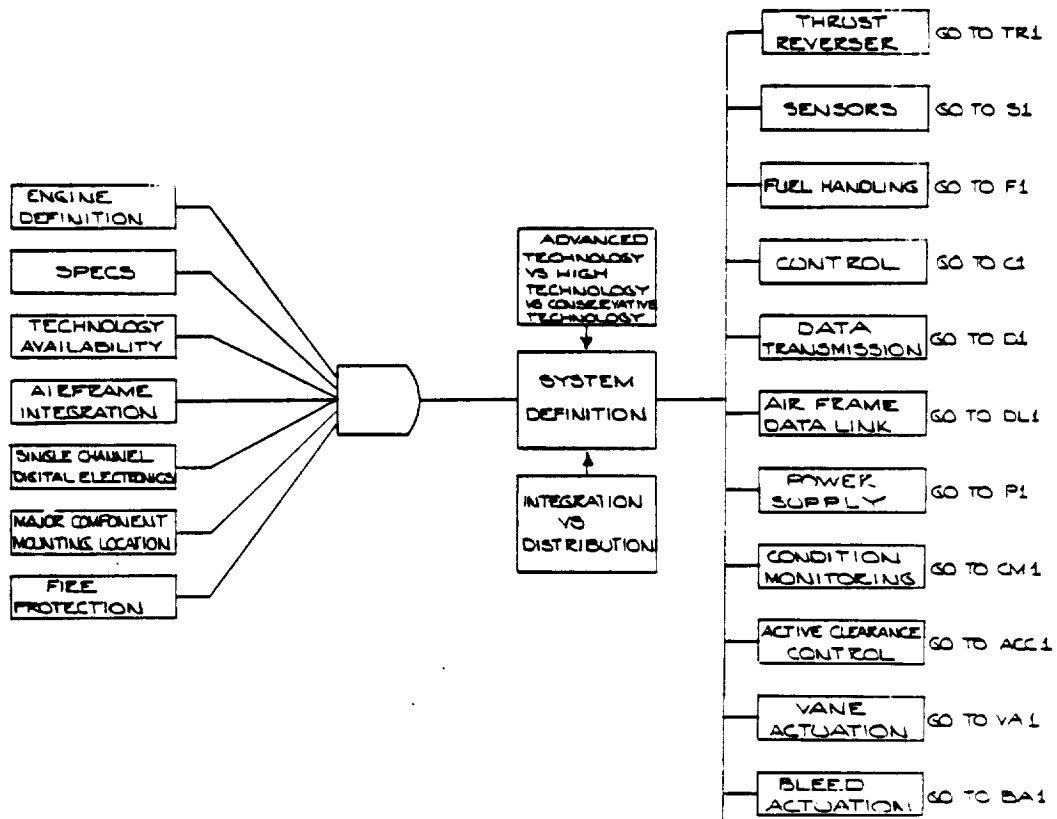 ENGINE
DEFINITION
SPECS
TECHNOLOGY
AVAILABILITY
AIRFRAME
INTEGRATION
SINGLE CHANNEL
DIGITAL ELECTRONICS
MAJOR COMPONENT
MOUNTING LOCATION
FIRE
PROTECTION
ADVANCED
TECHNOLOGY
VS HIGH
TECHNOLOGY
VS CONSERVATIVE
TECHNOLOGY
SYSTEM
DEFINITION
INTEGRATION
VS
DISTRIBUTION
THRUST
REVERSER
GO TO TR1
SENSORS
GO TO S1
FUEL HANDLING
GO TO F1
CONTROL
GO TO C1
DATA
TRANSMISSION
GO TO D1
AIR FRAME
DATA LINK
GO TO DL1
POWER
SUPPLY
GO TO P1
CONDITION
MONITORING
GO TO CM1
ACTIVE CLEARANCE
CONTROL
GO TO ACC1
VANE
ACTUATION
GO TO VA1
BLEED
ACTUATION
GO TO BA1